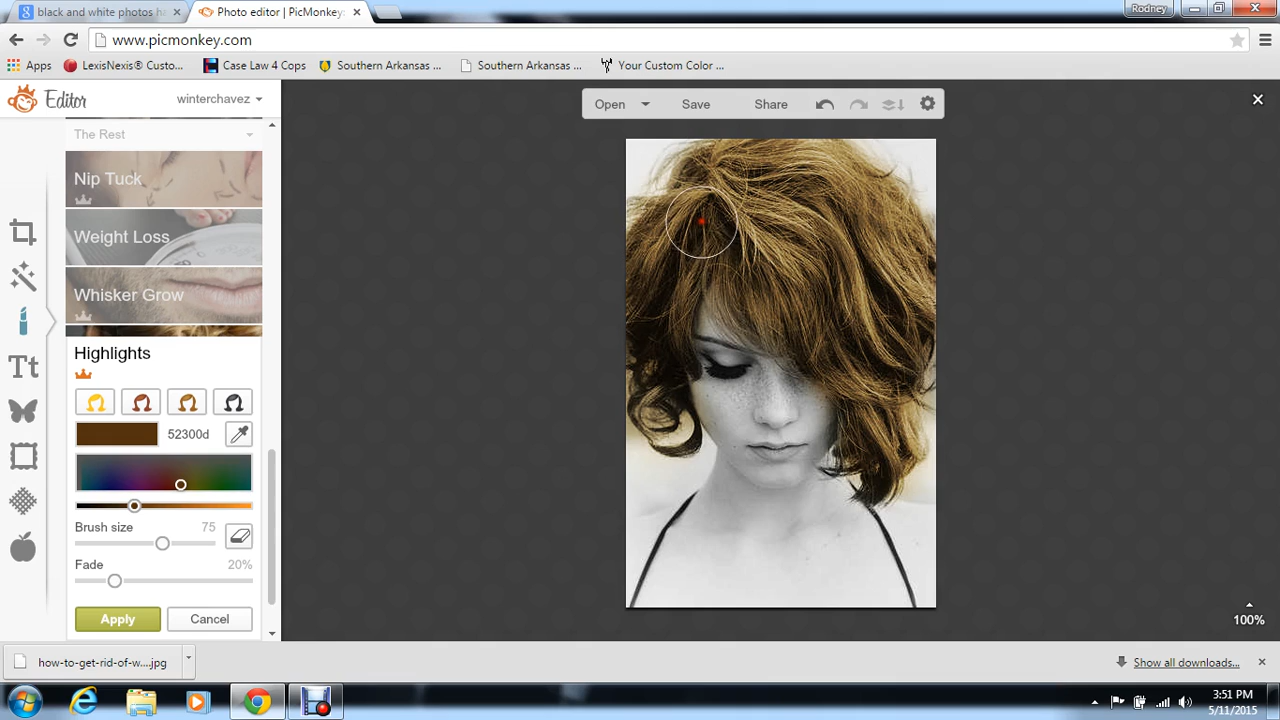 black and white photos ha
Photo editor | PicMonkey:
Rodney
www.picmonkey.com
Apps
LexisNexis® Custo...
Case Law 4 Cops
Southern Arkansas ...
Southern Arkansas ...
Your Custom Color ...
Editor
winterchavez
Open
Save
Share
The Rest
Nip Tuck
Weight Loss
Whisker Grow
Highlights
52300d
Brush size 75
Fade 20%
Apply
Cancel
Tt
100%
how-to-get-rid-of-w....jpg
Show all downloads...
3:51 PM
5/11/2015